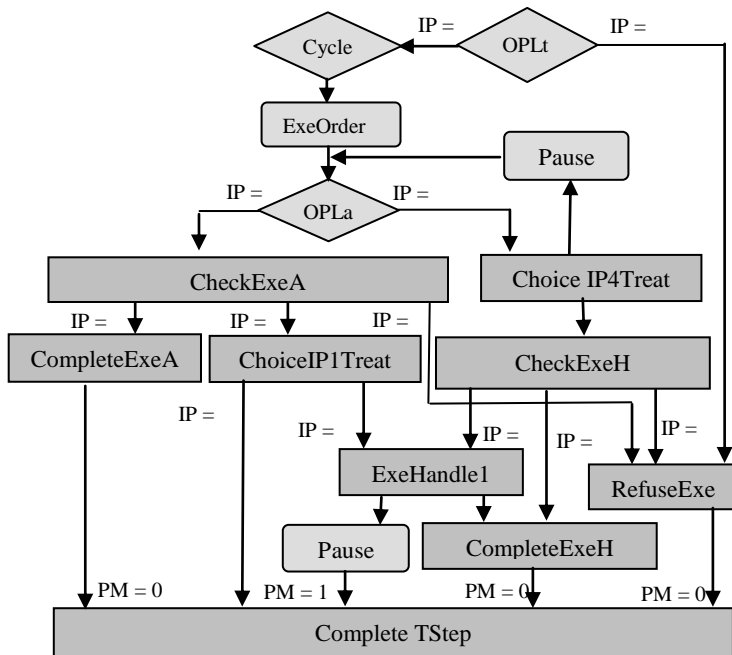 IP =
IP =
Cycle
OPLt
ExeOrder
Pause
IP =
IP =
OPLa
CheckExeA
Choice IP4Treat
IP =
IP =
IP =
CompleteExeA
ChoiceIP1Treat
CheckExeH
IP =
IP =
IP =
IP =
IP =
ExeHandle1
RefuseExe
Pause
CompleteExeH
PM = 0
PM = 1
PM = 0
PM = 0
Complete TStep